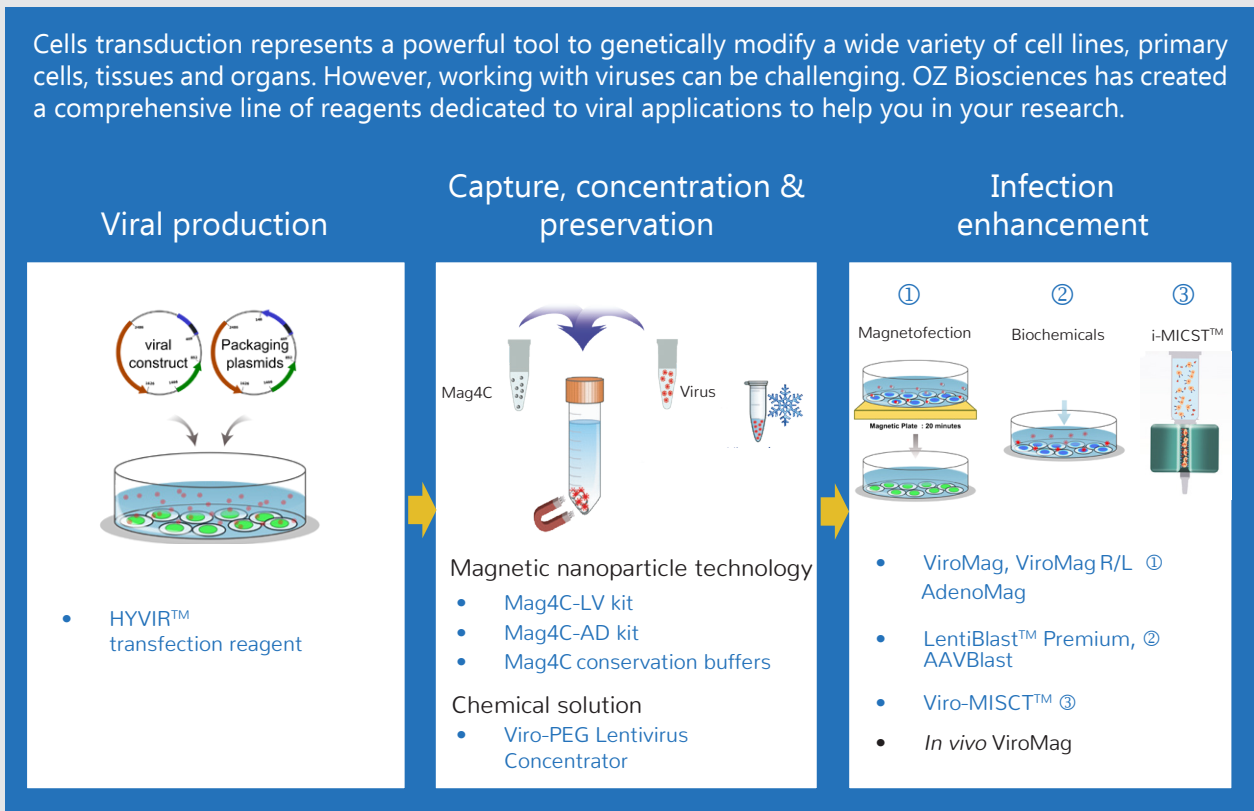 Cells transduction represents a powerful tool to genetically modify a wide variety of cell lines, primary
cells, tissues and organs. However, working with viruses can be challenging. OZ Biosciences has created
a comprehensive line of reagents dedicated to viral applications to help you in your research.
Viral production
viral
construct
Packaging
plasmids
• HYVIR™
transfection reagent
Capture, concentration &
preservation
Mag4C
Virus
Magnetic nanoparticle technology
• Mag4C-LV kit
• Mag4C-AD kit
• Mag4C conservation buffers
Chemical solution
• Viro-PEG Lentivirus
Concentrator
Infection
enhancement
① ② ③
Magnetofection Biochemicals i-MICST™
Magnetic Plate : 20 minutes
• ViroMag, ViroMag R/L ①
AdenoMag
• LentiBlast™ Premium, ②
AAVBlast
• Viro-MISCT™ ③
• In vivo ViroMag